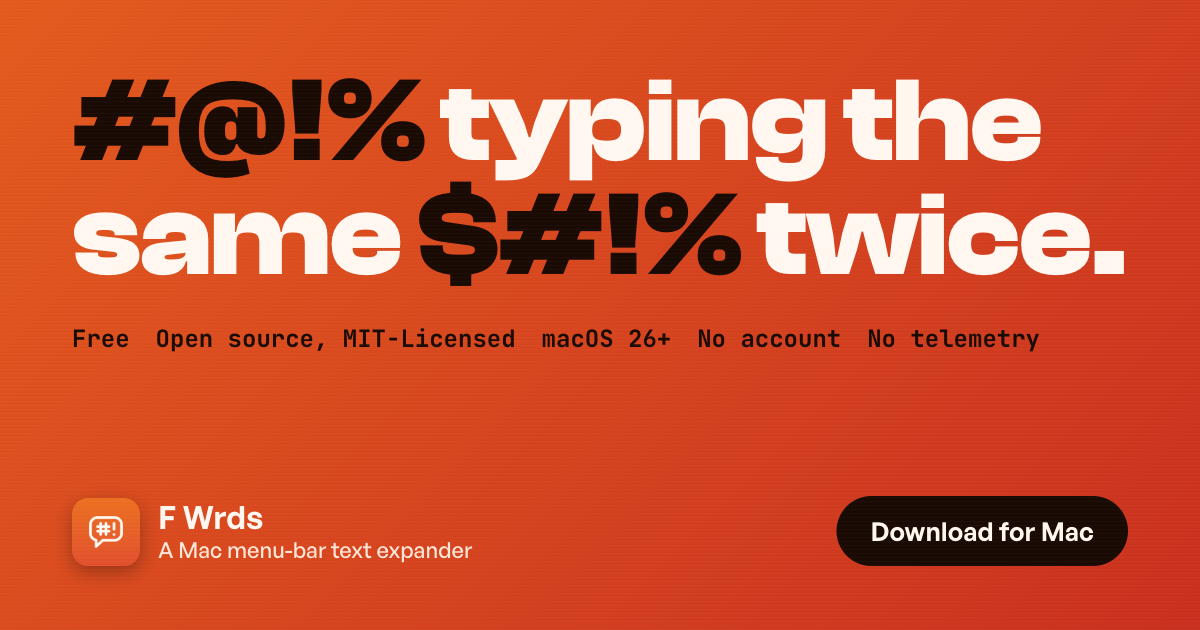 #@!% typing the
same $#!% twice.
Free  Open source, MIT-Licensed  macOS 26+  No account  No telemetry
#!
F Wrds
A Mac menu-bar text expander
Download for Mac